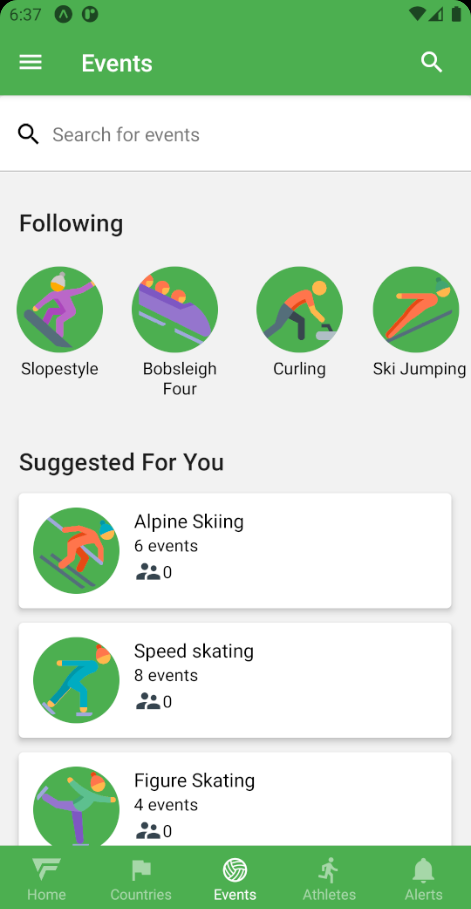 6:37
Events
Search for events
Following
Slopestyle
Bobsleigh
Four
Curling
Ski Jumping
Suggested For You
Alpine Skiing
6 events
0
Speed skating
8 events
0
Figure Skating
4 events
0
Home
Countries
Events
Athletes
Alerts